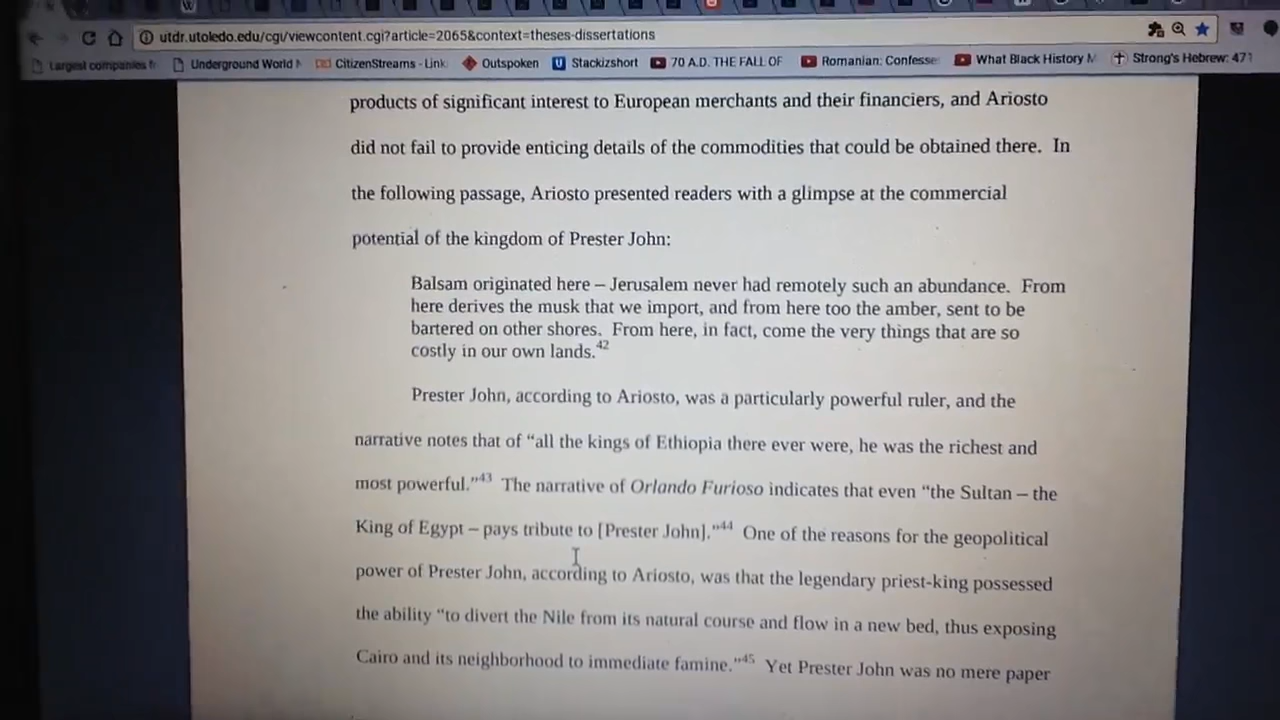 utdr.utoledo.edu/cgi/viewcontent.cgi?article=2065&context=theses-dissertations
Largest companies Underground World CitizenStreams - Link Outspoken Stackizshort 70 A.D. THE FALL OF Romanian: Confesse What Black History M Strong's Hebrew: 471
products of significant interest to European merchants and their financiers, and Ariosto
did not fail to provide enticing details of the commodities that could be obtained there. In
the following passage, Ariosto presented readers with a glimpse at the commercial
potential of the kingdom of Prester John:
Balsam originated here – Jerusalem never had remotely such an abundance. From
here derives the musk that we import, and from here too the amber, sent to be
bartered on other shores. From here, in fact, come the very things that are so
costly in our own lands.42
Prester John, according to Ariosto, was a particularly powerful ruler, and the
narrative notes that of “all the kings of Ethiopia there ever were, he was the richest and
most powerful.”43 The narrative of Orlando Furioso indicates that even “the Sultan – the
King of Egypt – pays tribute to [Prester John].”44 One of the reasons for the geopolitical
power of Prester John, according to Ariosto, was that the legendary priest-king possessed
the ability “to divert the Nile from its natural course and flow in a new bed, thus exposing
Cairo and its neighborhood to immediate famine.”45 Yet Prester John was no mere paper